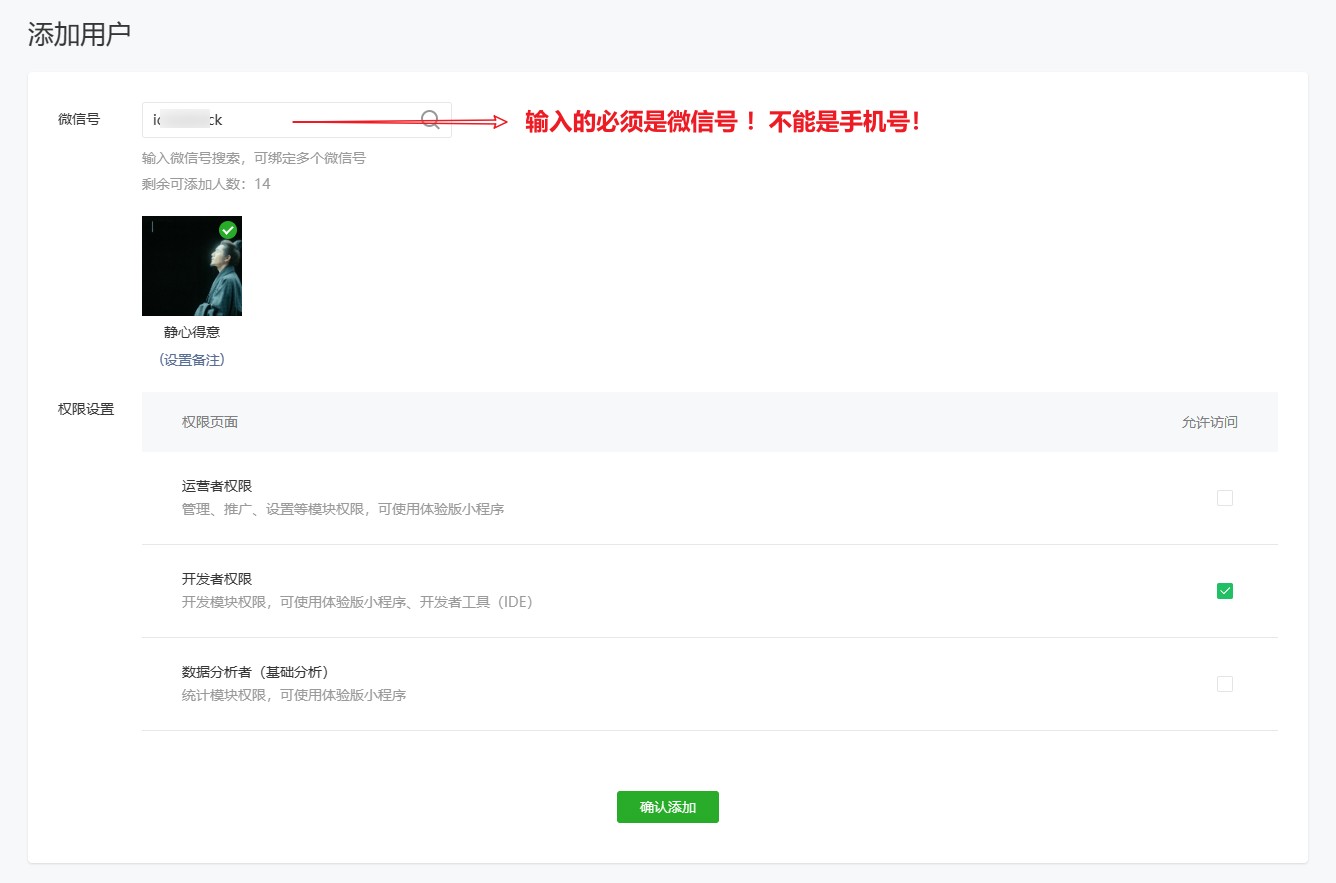 添加用户
微信号
ic ck
输入的必须是微信号 ！ 不能是手机号！
输入微信号搜索，可绑定多个微信号
剩余可添加人数：14
静心得意
（设置备注）
权限设置
权限页面 允许访问
运营者权限
管理、推广、设置等模块权限，可使用体验版小程序
开发者权限
开发模块权限，可使用体验版小程序、开发者工具（IDE）
数据分析者（基础分析）
统计模块权限，可使用体验版小程序
确认添加